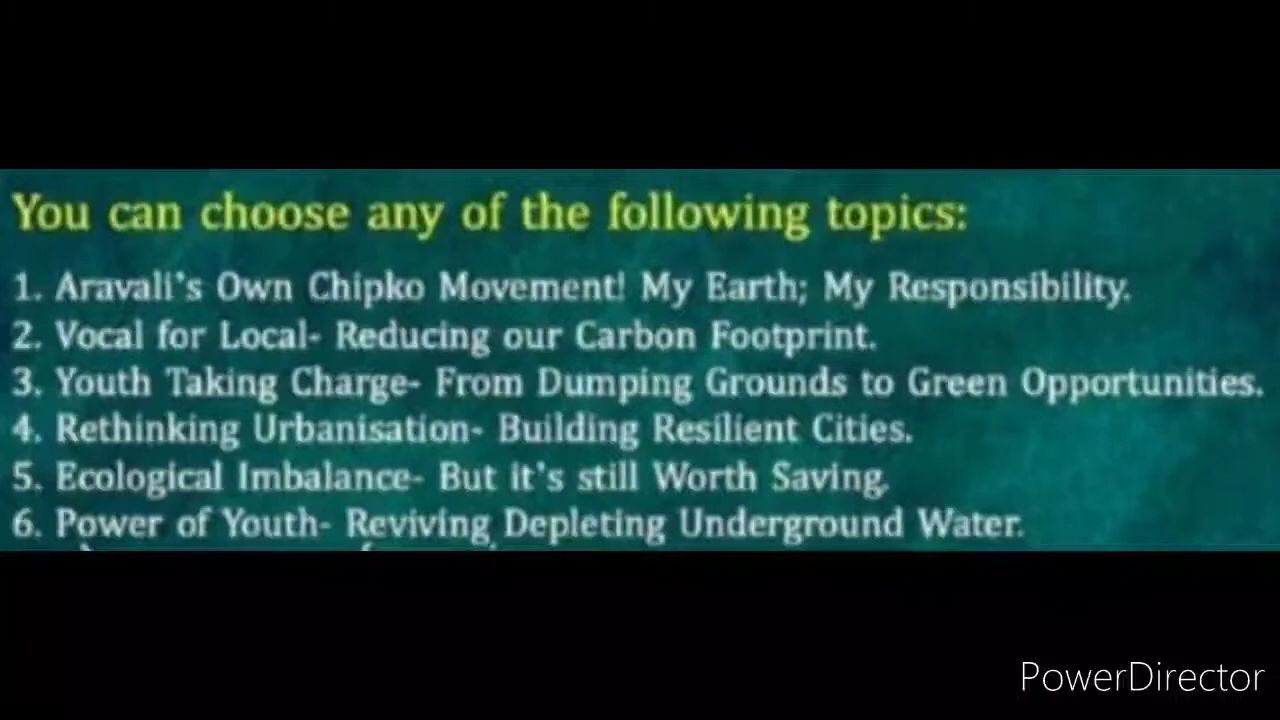 You can choose any of the following topics:
1. Aravali's Own Chipko Movement! My Earth; My Responsibility.
2. Vocal for Local- Reducing our Carbon Footprint.
3. Youth Taking Charge- From Dumping Grounds to Green Opportunities.
4. Rethinking Urbanisation- Building Resilient Cities.
5. Ecological Imbalance- But it's still Worth Saving.
6. Power of Youth- Reviving Depleting Underground Water.
PowerDirector